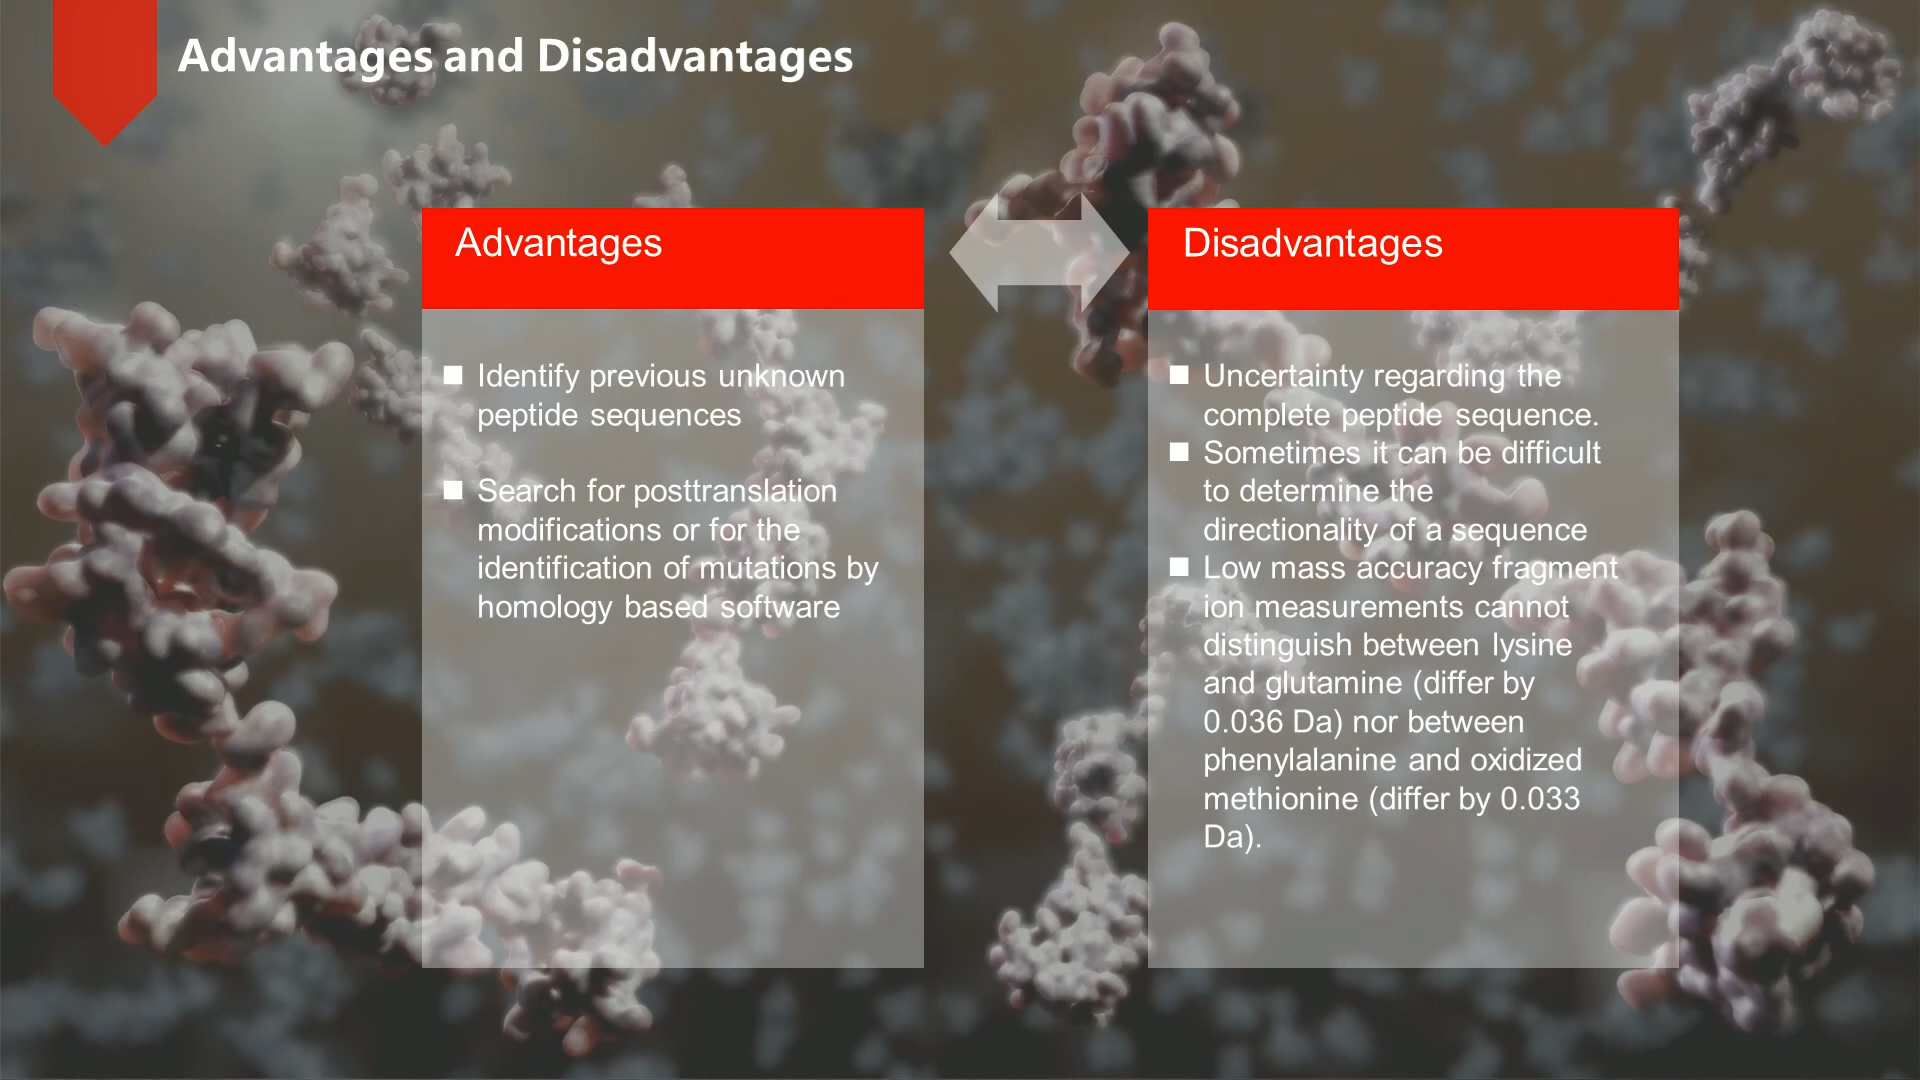 Advantages and Disadvantages
Advantages
Identify previous unknown
peptide sequences
Search for posttranslation
modifications or for the
identification of mutations by
homology based software
Disadvantages
Uncertainty regarding the
complete peptide sequence.
Sometimes it can be difficult
to determine the
directionality of a sequence
Low mass accuracy fragment
ion measurements cannot
distinguish between lysine
and glutamine (differ by
0.036 Da) nor between
phenylalanine and oxidized
methionine (differ by 0.033
Da).